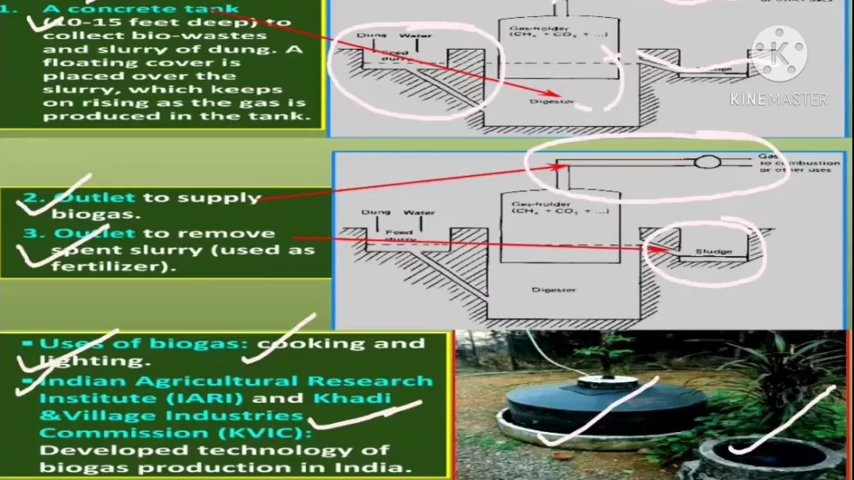 1. A concrete tank
(10-15 feet deep) to
collect bio-wastes
and slurry of dung. A
floating cover is
placed over the
slurry, which keeps
on rising as the gas is
produced in the tank.
Dung Water
Feed
slurry
Gas-holder
(CH₄ + CO₂ + ...)
Digester
or other uses
K
KINEMASTER
2. Outlet to supply
biogas.
3. Outlet to remove
spent slurry (used as
fertilizer).
Gas
to combustion
or other uses
Dung Water
Feed
slurry
Gas-holder
(CH₄ + CO₂ + ...)
Sludge
Digester
Uses of biogas: cooking and
lighting.
Indian Agricultural Research
Institute (IARI) and Khadi
&Village Industries
Commission (KVIC):
Developed technology of
biogas production in India.